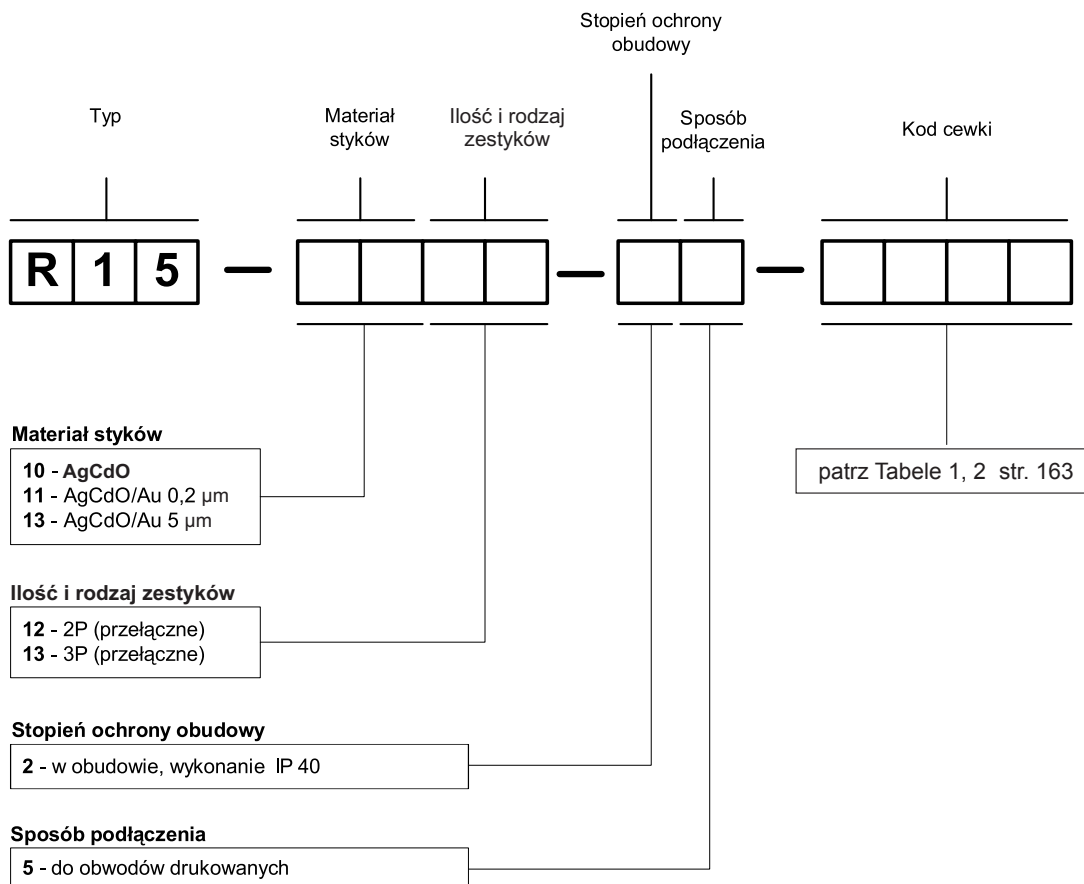 Stopień ochrony
obudowy
Typ
Materiał
styków
Ilość i rodzaj
zestyków
Sposób
podłączenia
Kod cewki
R 1 5 — — —
Materiał styków
10 - AgCdO
11 - AgCdO/Au 0,2 µm
13 - AgCdO/Au 5 µm
patrz Tabele 1, 2 str. 163
Ilość i rodzaj zestyków
12 - 2P (przełączne)
13 - 3P (przełączne)
Stopień ochrony obudowy
2 - w obudowie, wykonanie IP 40
Sposób podłączenia
5 - do obwodów drukowanych